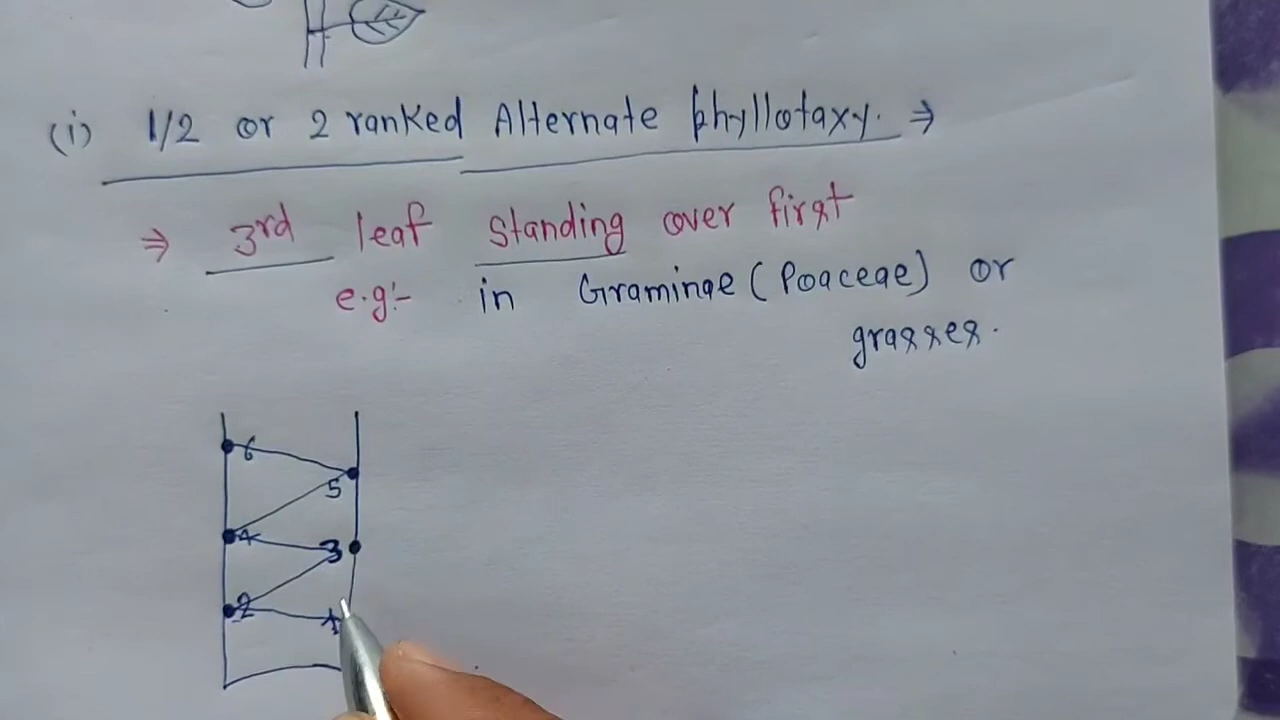 (i) 1/2 or 2 ranked Alternate phyllotaxy. ⇒
⇒ 3rd leaf standing over first
e.g:- in Graminae (Poaceae) or
grasses.
6
5
4
3
2
1